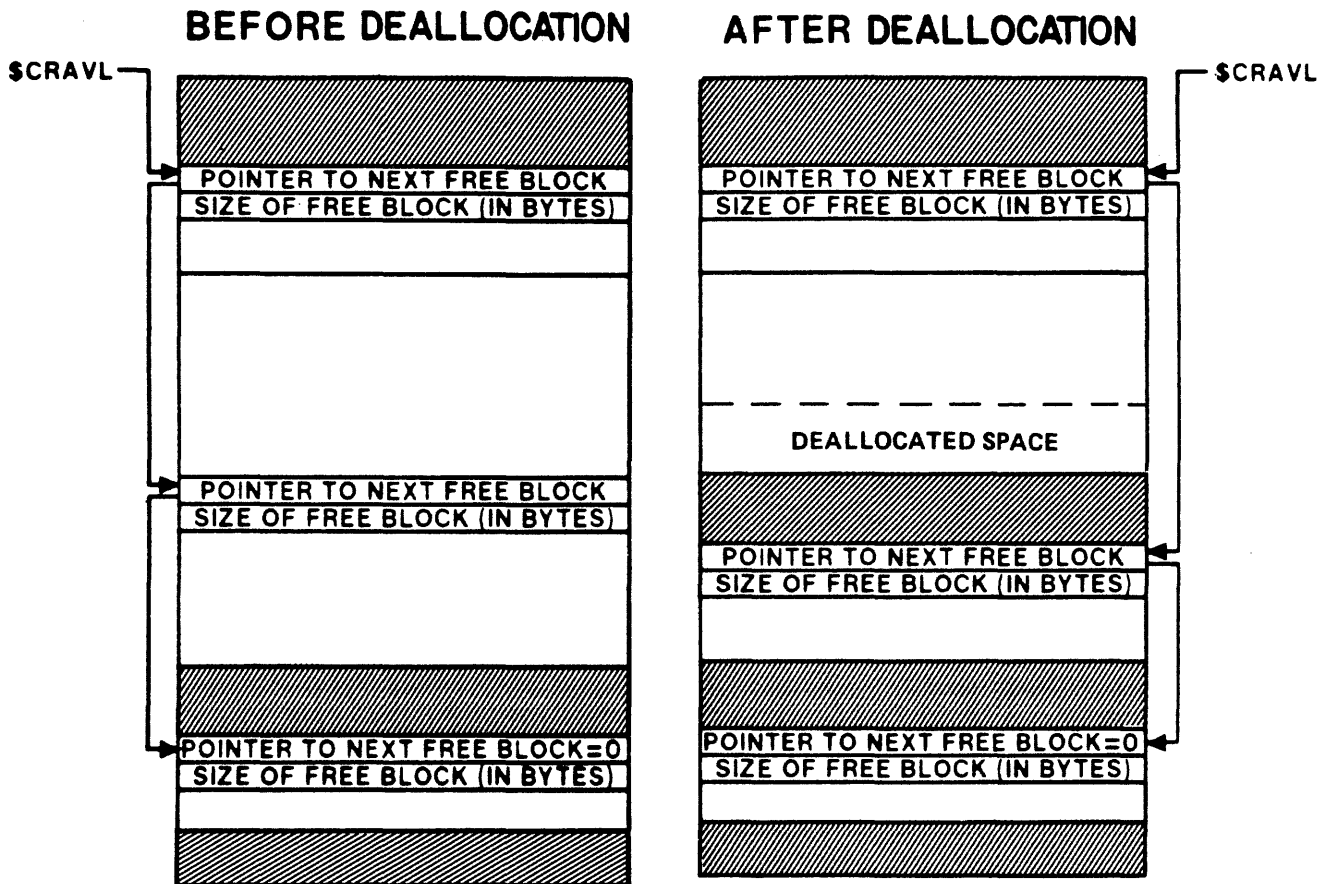 BEFORE DEALLOCATION
$CRAVL
POINTER TO NEXT FREE BLOCK
SIZE OF FREE BLOCK (IN BYTES)
POINTER TO NEXT FREE BLOCK
SIZE OF FREE BLOCK (IN BYTES)
POINTER TO NEXT FREE BLOCK=0
SIZE OF FREE BLOCK (IN BYTES)
AFTER DEALLOCATION
$CRAVL
POINTER TO NEXT FREE BLOCK
SIZE OF FREE BLOCK (IN BYTES)
DEALLOCATED SPACE
POINTER TO NEXT FREE BLOCK
SIZE OF FREE BLOCK (IN BYTES)
POINTER TO NEXT FREE BLOCK=0
SIZE OF FREE BLOCK (IN BYTES)